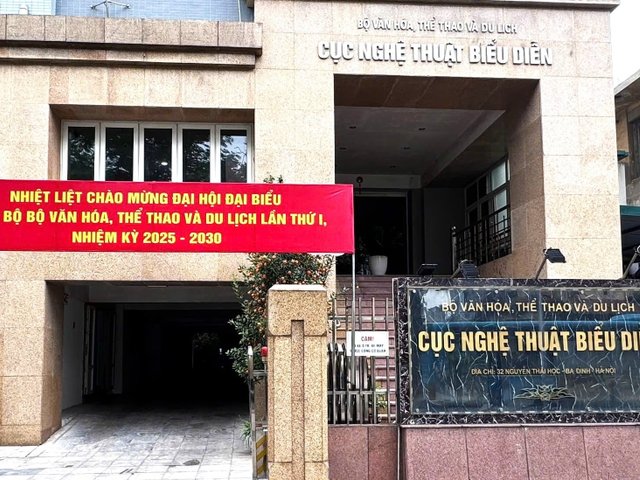 BỘ VĂN HÓA, THỂ THAO VÀ DU LỊCH
CỤC NGHỆ THUẬT BIỂU DIỄN
NHIỆT LIỆT CHÀO MỪNG ĐẠI HỘI ĐẠI BIỂU
BỘ BỘ VĂN HÓA, THỂ THAO VÀ DU LỊCH LẦN THỨ I,
NHIỆM KỲ 2025 - 2030
CẤM
BỘ VĂN HÓA, THỂ THAO VÀ DU LỊCH
CỤC NGHỆ THUẬT BIỂU DIỄ
ĐỊA CHỈ: 32 NGUYỄN THÁI HỌC - BA ĐÌNH - HÀ NỘI